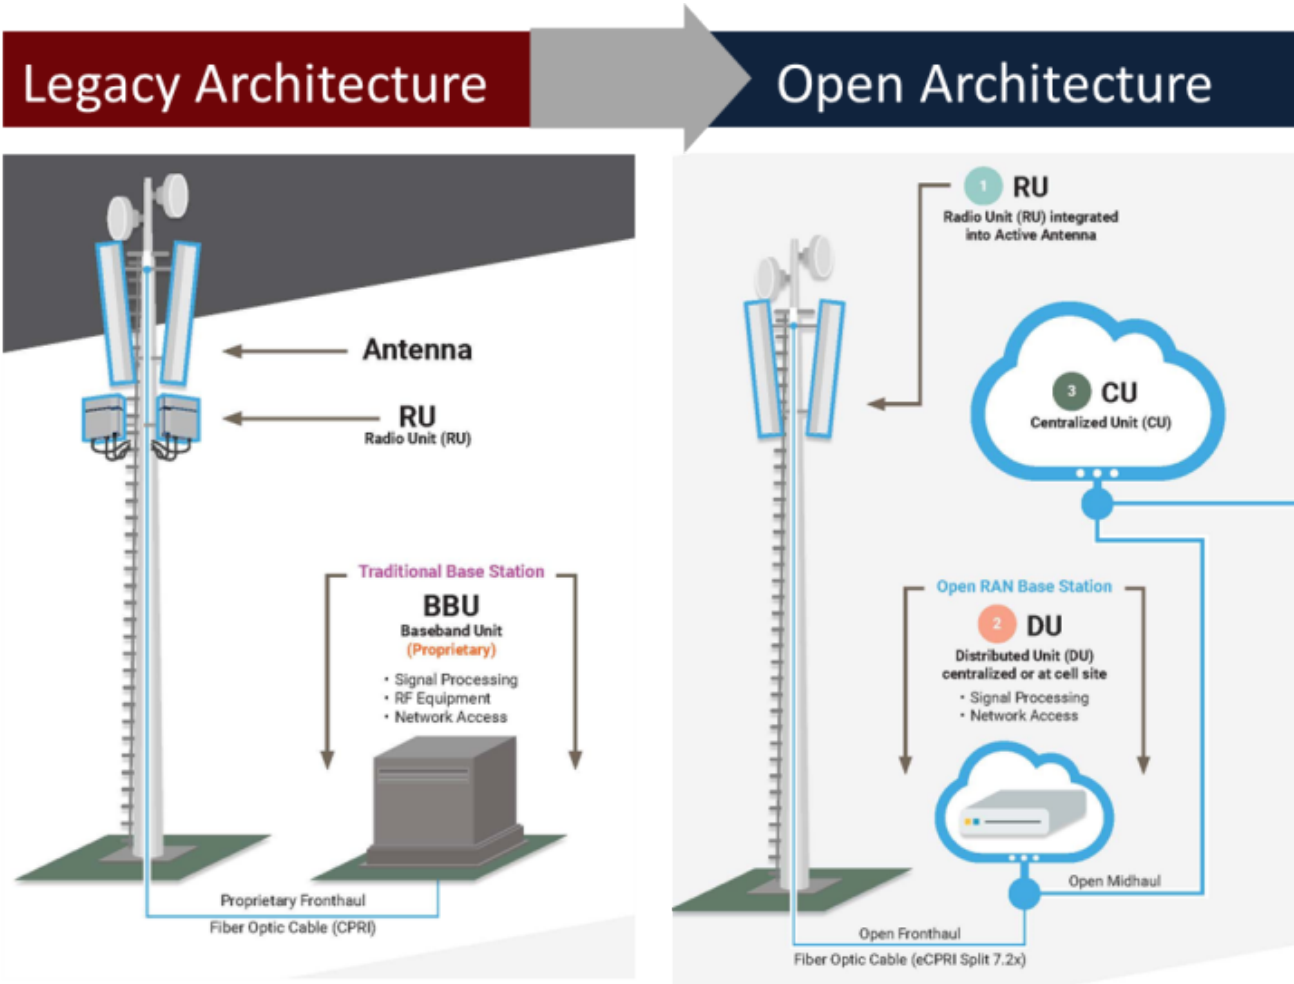 Legacy Architecture
Open Architecture
Antenna
RU
Radio Unit (RU)
Traditional Base Station
BBU
Baseband Unit
(Proprietary)
• Signal Processing
• RF Equipment
• Network Access
Proprietary Fronthaul
Fiber Optic Cable (CPRI)
1 RU
Radio Unit (RU) integrated
into Active Antenna
3 CU
Centralized Unit (CU)
Open RAN Base Station
2 DU
Distributed Unit (DU)
centralized or at cell site
• Signal Processing
• Network Access
Open Midhaul
Open Fronthaul
Fiber Optic Cable (eCPRI Split 7.2x)